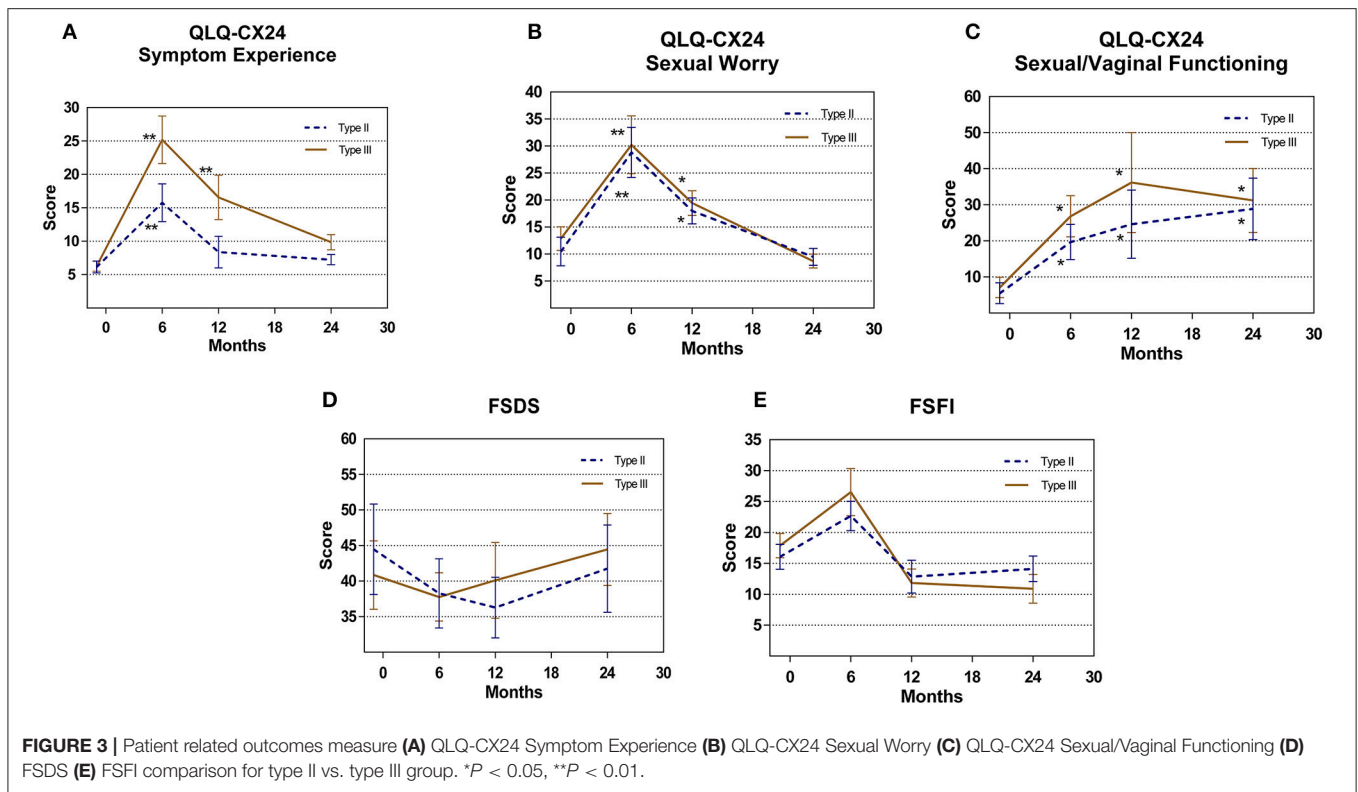 A
QLQ-CX24
Symptom Experience
30
25
20
15
10
5
Score
** 
**
**
Type II
Type III
0 6 12 18 24 30
Months
B
QLQ-CX24
Sexual Worry
40
35
30
25
20
15
10
5
Score
**
**
*
*
Type II
Type III
0 6 12 18 24 30
Months
C
QLQ-CX24
Sexual/Vaginal Functioning
60
50
40
30
20
10
Score
*
*
*
*
*
*
Type II
Type III
0 6 12 18 24 30
Months
D
FSDS
60
55
50
45
40
35
Score
Type II
Type III
0 6 12 18 24 30
Months
E
FSFI
35
30
25
20
15
10
5
Score
Type II
Type III
0 6 12 18 24 30
Months
FIGURE 3 | Patient related outcomes measure (A) QLQ-CX24 Symptom Experience (B) QLQ-CX24 Sexual Worry (C) QLQ-CX24 Sexual/Vaginal Functioning (D)
FSDS (E) FSFI comparison for type II vs. type III group. *P < 0.05, **P < 0.01.